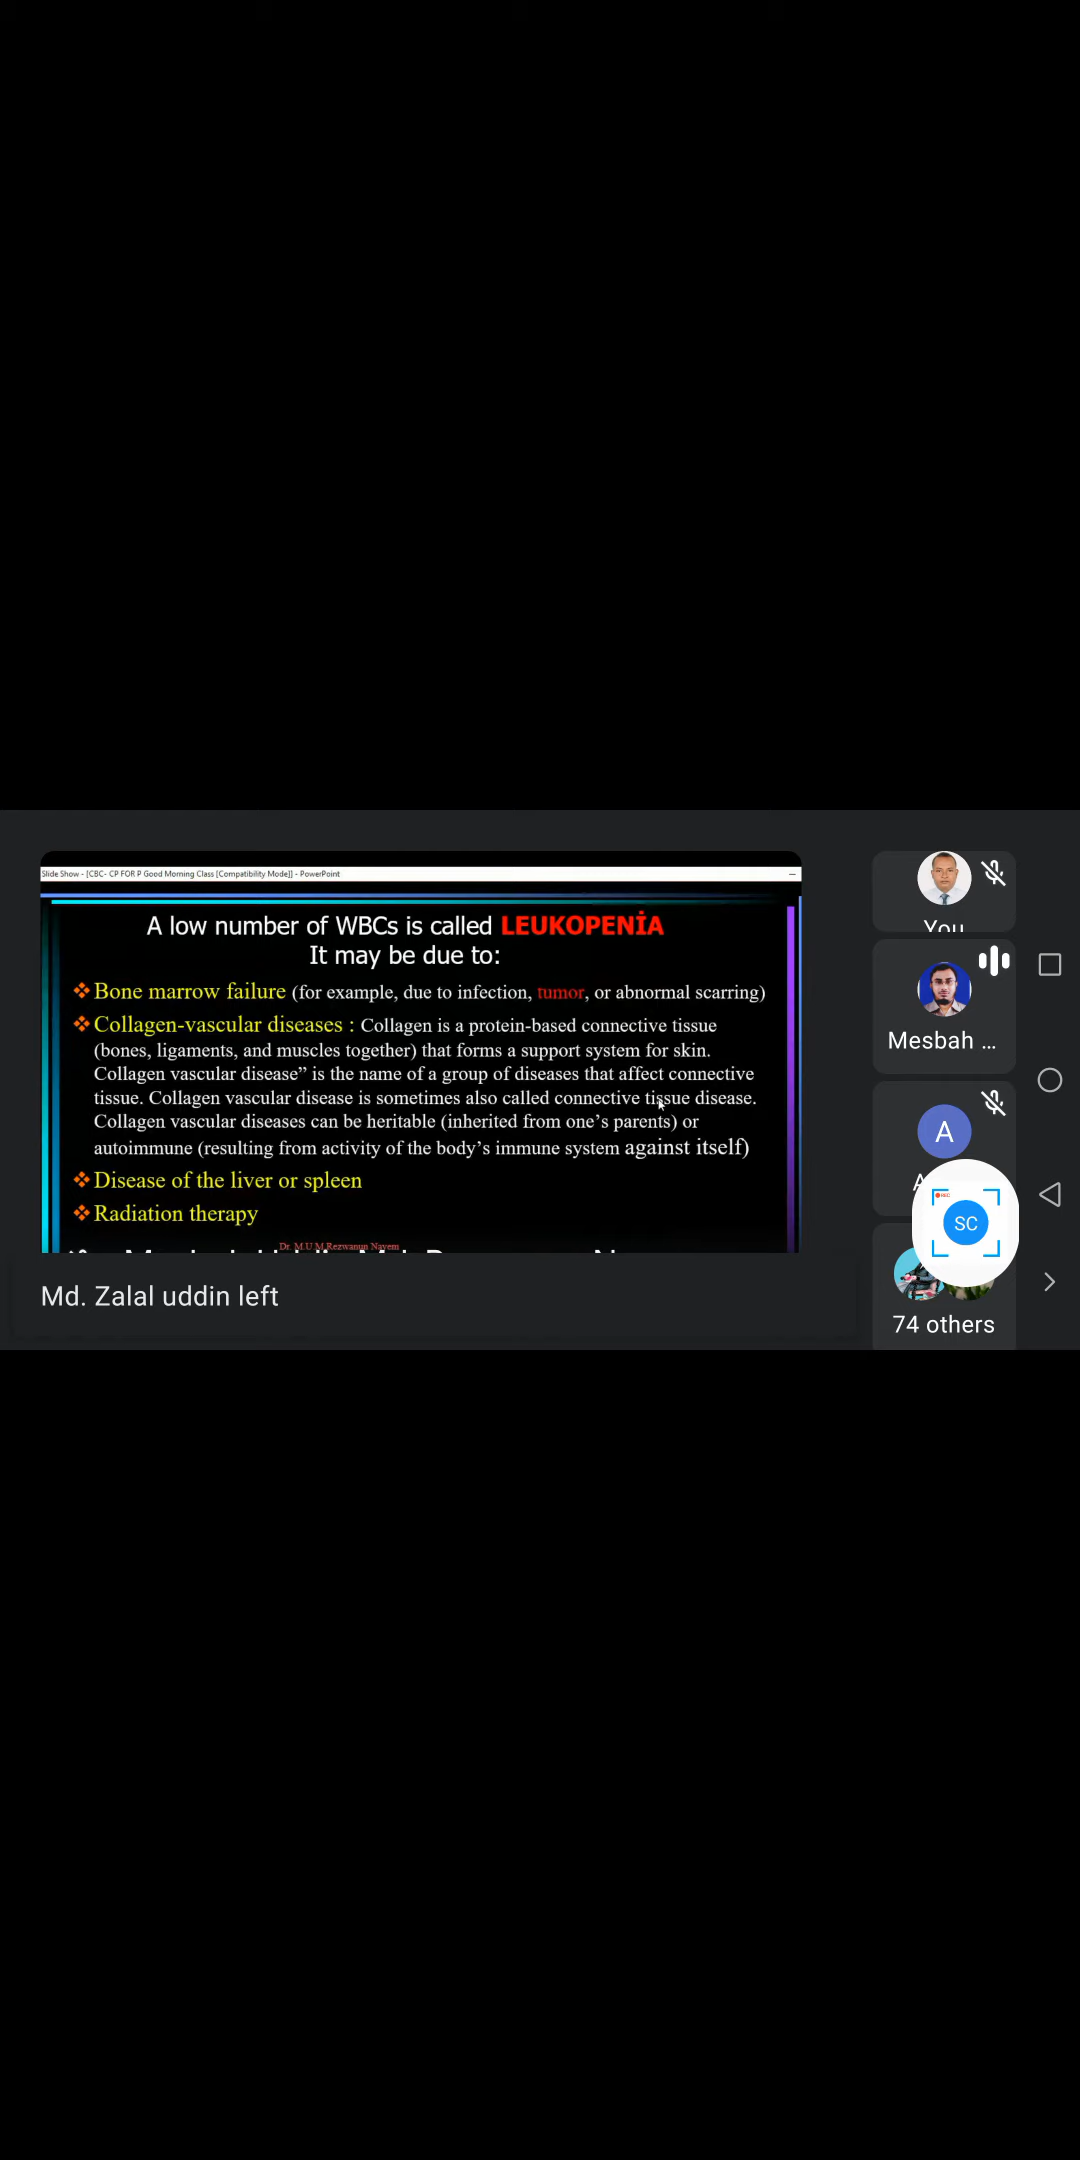 Slide Show - [CBC- CP FOR P Good Morning Class [Compatibility Mode]] - PowerPoint
A low number of WBCs is called LEUKOPENİA
It may be due to:
❖ Bone marrow failure (for example, due to infection, tumor, or abnormal scarring)
❖ Collagen-vascular diseases : Collagen is a protein-based connective tissue
(bones, ligaments, and muscles together) that forms a support system for skin.
Collagen vascular disease” is the name of a group of diseases that affect connective
tissue. Collagen vascular disease is sometimes also called connective tissue disease.
Collagen vascular diseases can be heritable (inherited from one’s parents) or
autoimmune (resulting from activity of the body’s immune system against itself)
❖ Disease of the liver or spleen
❖ Radiation therapy
Dr. M.U.M.Rezwanun Nayem
Md. Zalal uddin left
You
Mesbah ...
A
SC
REC
74 others